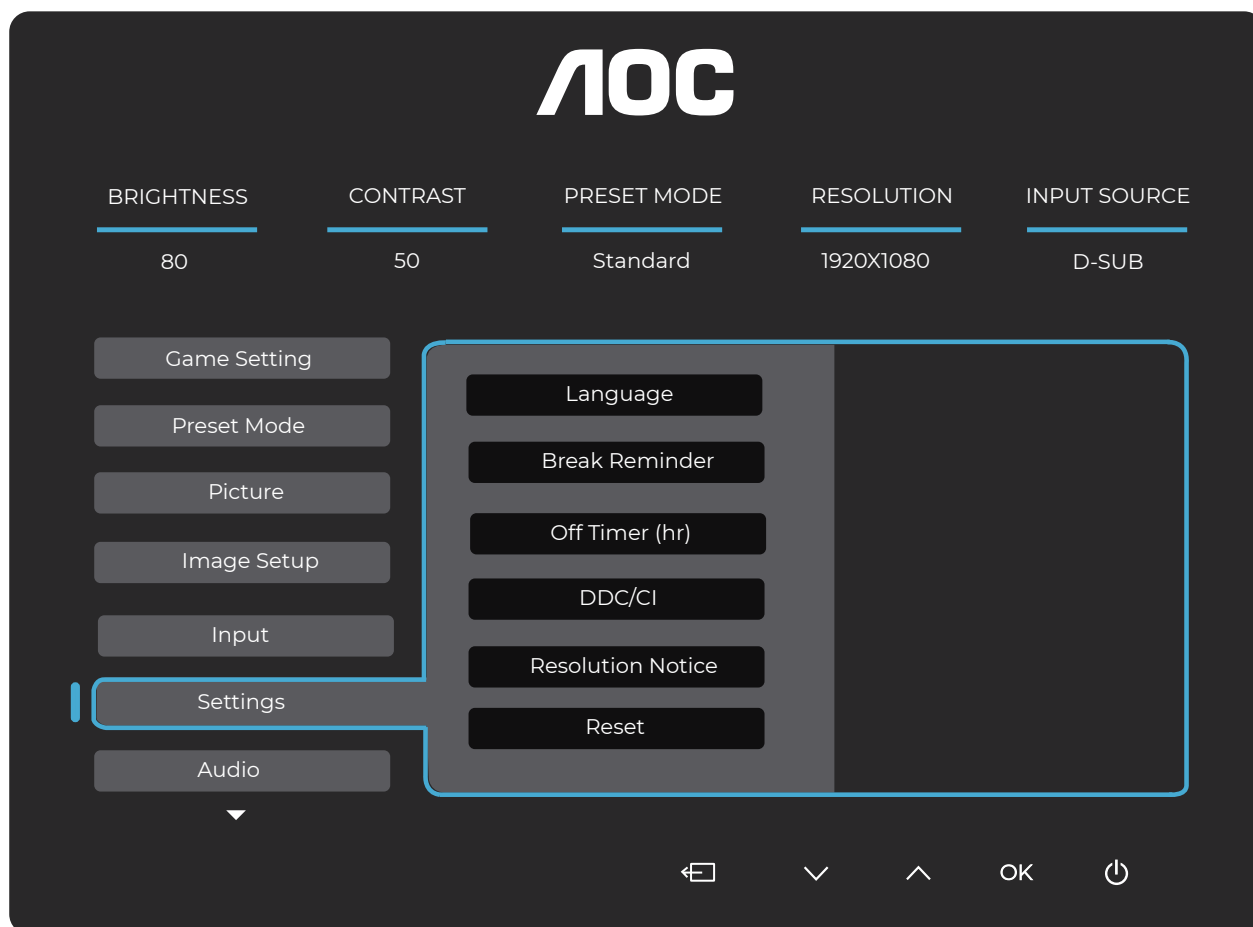 AOC
BRIGHTNESS CONTRAST PRESET MODE RESOLUTION INPUT SOURCE
80 50 Standard 1920X1080 D-SUB
Game Setting
Preset Mode
Picture
Image Setup
Input
Settings
Audio
Language
Break Reminder
Off Timer (hr)
DDC/CI
Resolution Notice
Reset
OK